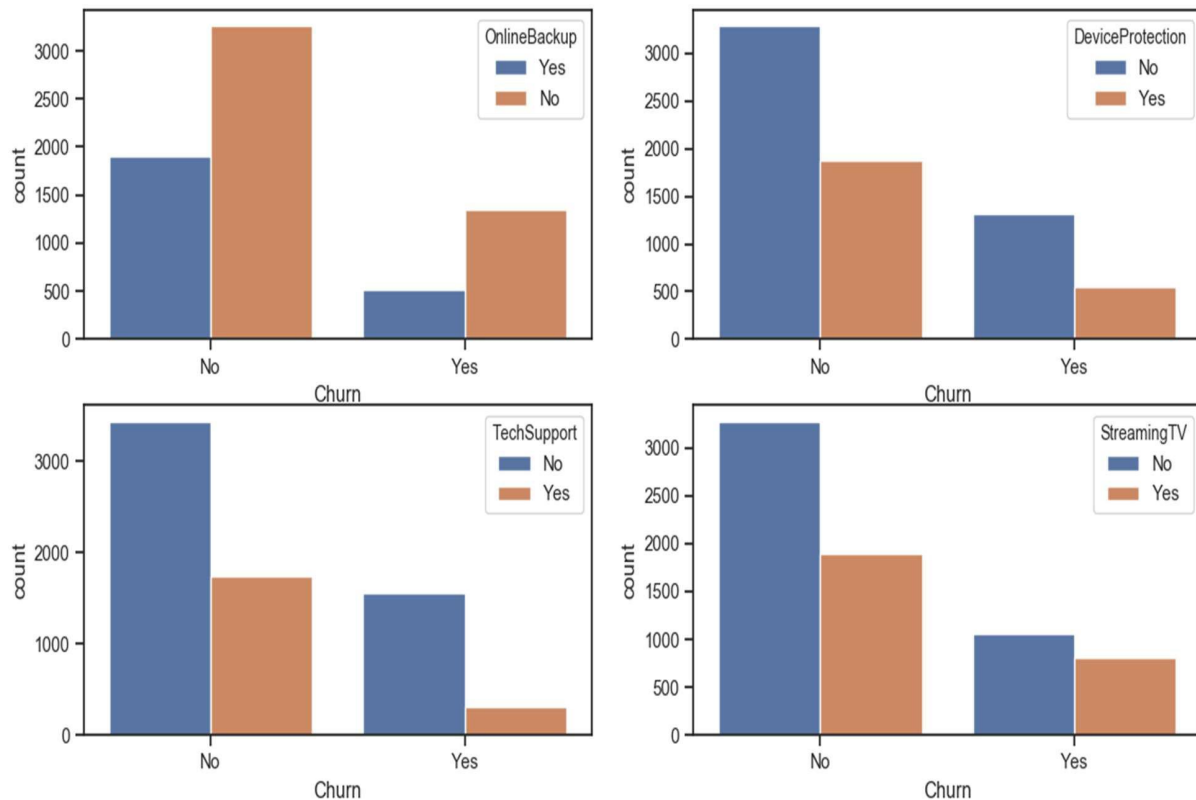 OnlineBackup
Yes
No
3000
2500
2000
1500
1000
500
0
count
No
Yes
Churn
DeviceProtection
No
Yes
3000
2500
2000
1500
1000
500
0
count
No
Yes
Churn
TechSupport
No
Yes
3000
2000
1000
0
count
No
Yes
Churn
StreamingTV
No
Yes
3000
2500
2000
1500
1000
500
0
count
No
Yes
Churn